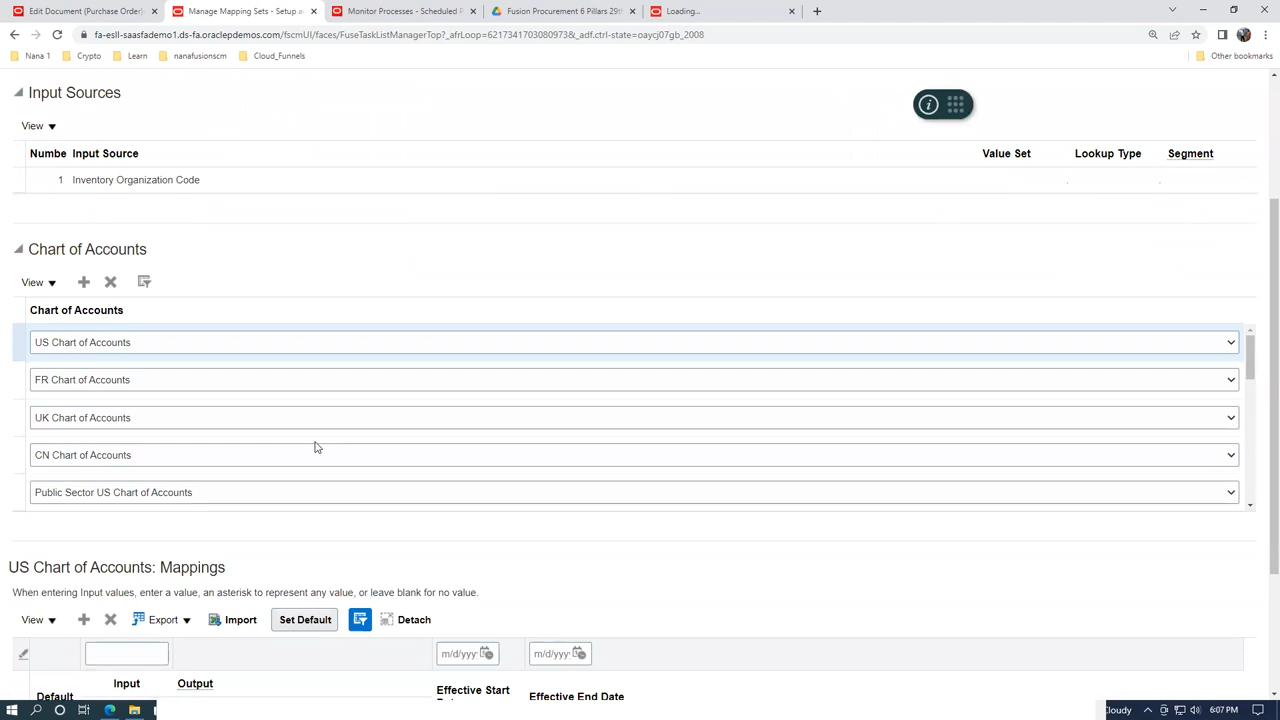 Edit Document (Purchase Order) Manage Mapping Sets - Setup a Monitor Processes - Scheduled P Fusion Procurement 6 Pillars 29th Loading...
fa-esll-saasfademo1.ds-fa.oraclepdemos.com/fscmUI/faces/FuseTaskListManagerTop?_afrLoop=6217341703080973&_adf.ctrl-state=oaycj07gb_2008
Nana 1 Crypto Learn nanafusionscm Cloud_Funnels Other bookmarks
Input Sources
View
Numbe Input Source Value Set Lookup Type Segment
1 Inventory Organization Code
Chart of Accounts
View
Chart of Accounts
US Chart of Accounts
FR Chart of Accounts
UK Chart of Accounts
CN Chart of Accounts
Public Sector US Chart of Accounts
US Chart of Accounts: Mappings
When entering Input values, enter a value, an asterisk to represent any value, or leave blank for no value.
View Export Import Set Default Detach
m/d/yyy m/d/yyy
Default Input Output Effective Start Effective End Date
Cloudy 6:07 PM